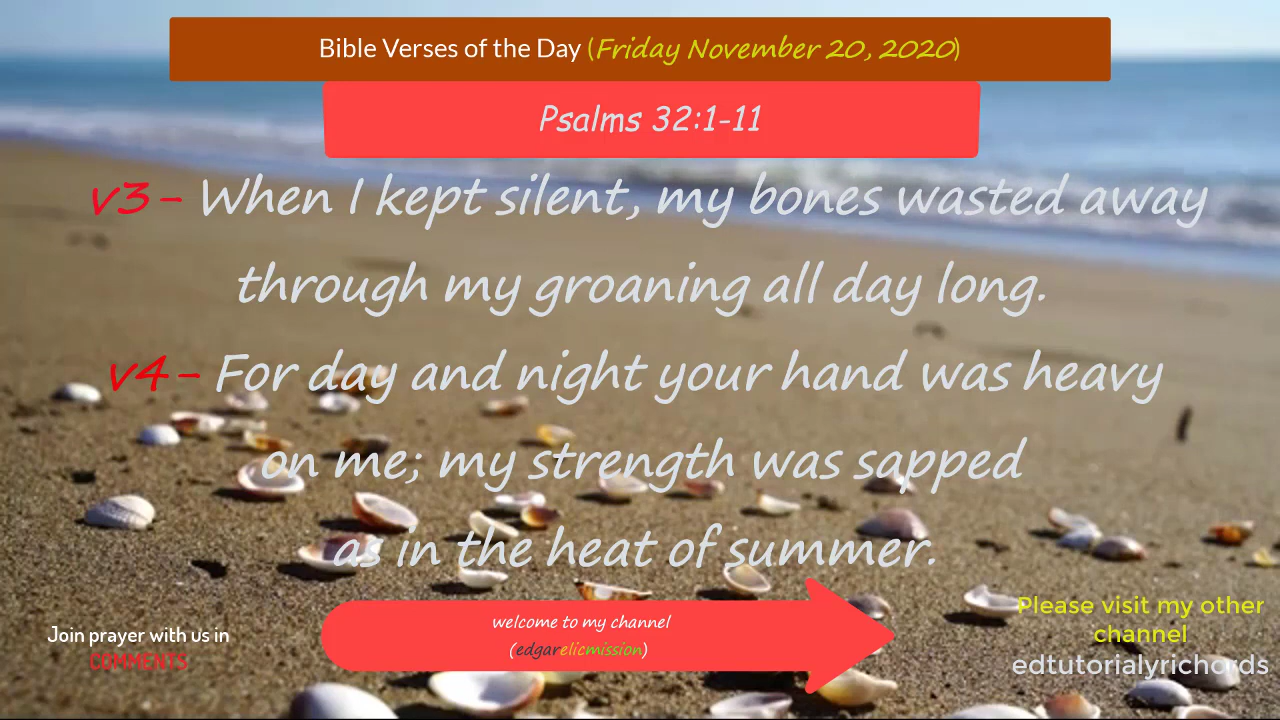 Bible Verses of the Day (Friday November 20, 2020)
Psalms 32:1-11
v3- When I kept silent, my bones wasted away
through my groaning all day long.
v4- For day and night your hand was heavy
on me; my strength was sapped
as in the heat of summer.
welcome to my channel
(edgarelicmission)
Join prayer with us in
COMMENTS
Please visit my other
channel
edtutorialyrichords